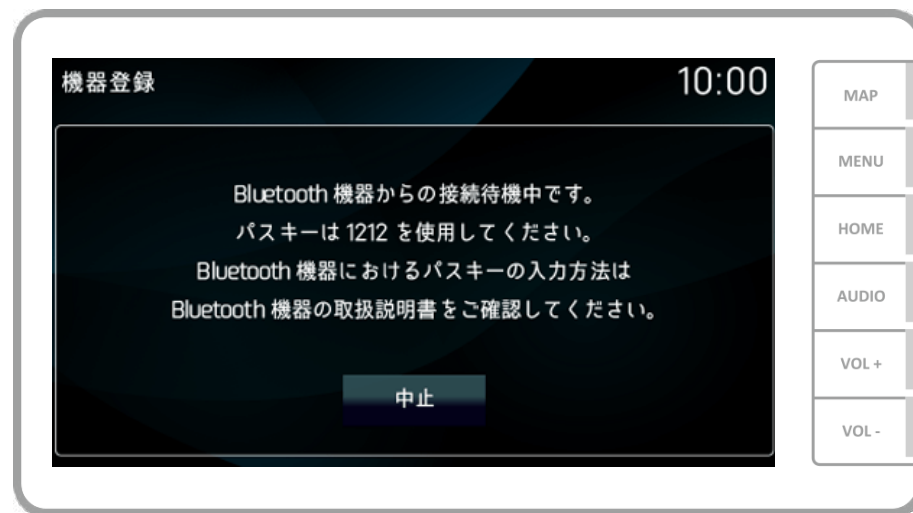 機器登録
10:00
Bluetooth 機器からの接続待機中です。
パスキーは 1212 を使用してください。
Bluetooth 機器におけるパスキーの入力方法は
Bluetooth 機器の取扱説明書をご確認してください。
中止
MAP
MENU
HOME
AUDIO
VOL +
VOL -